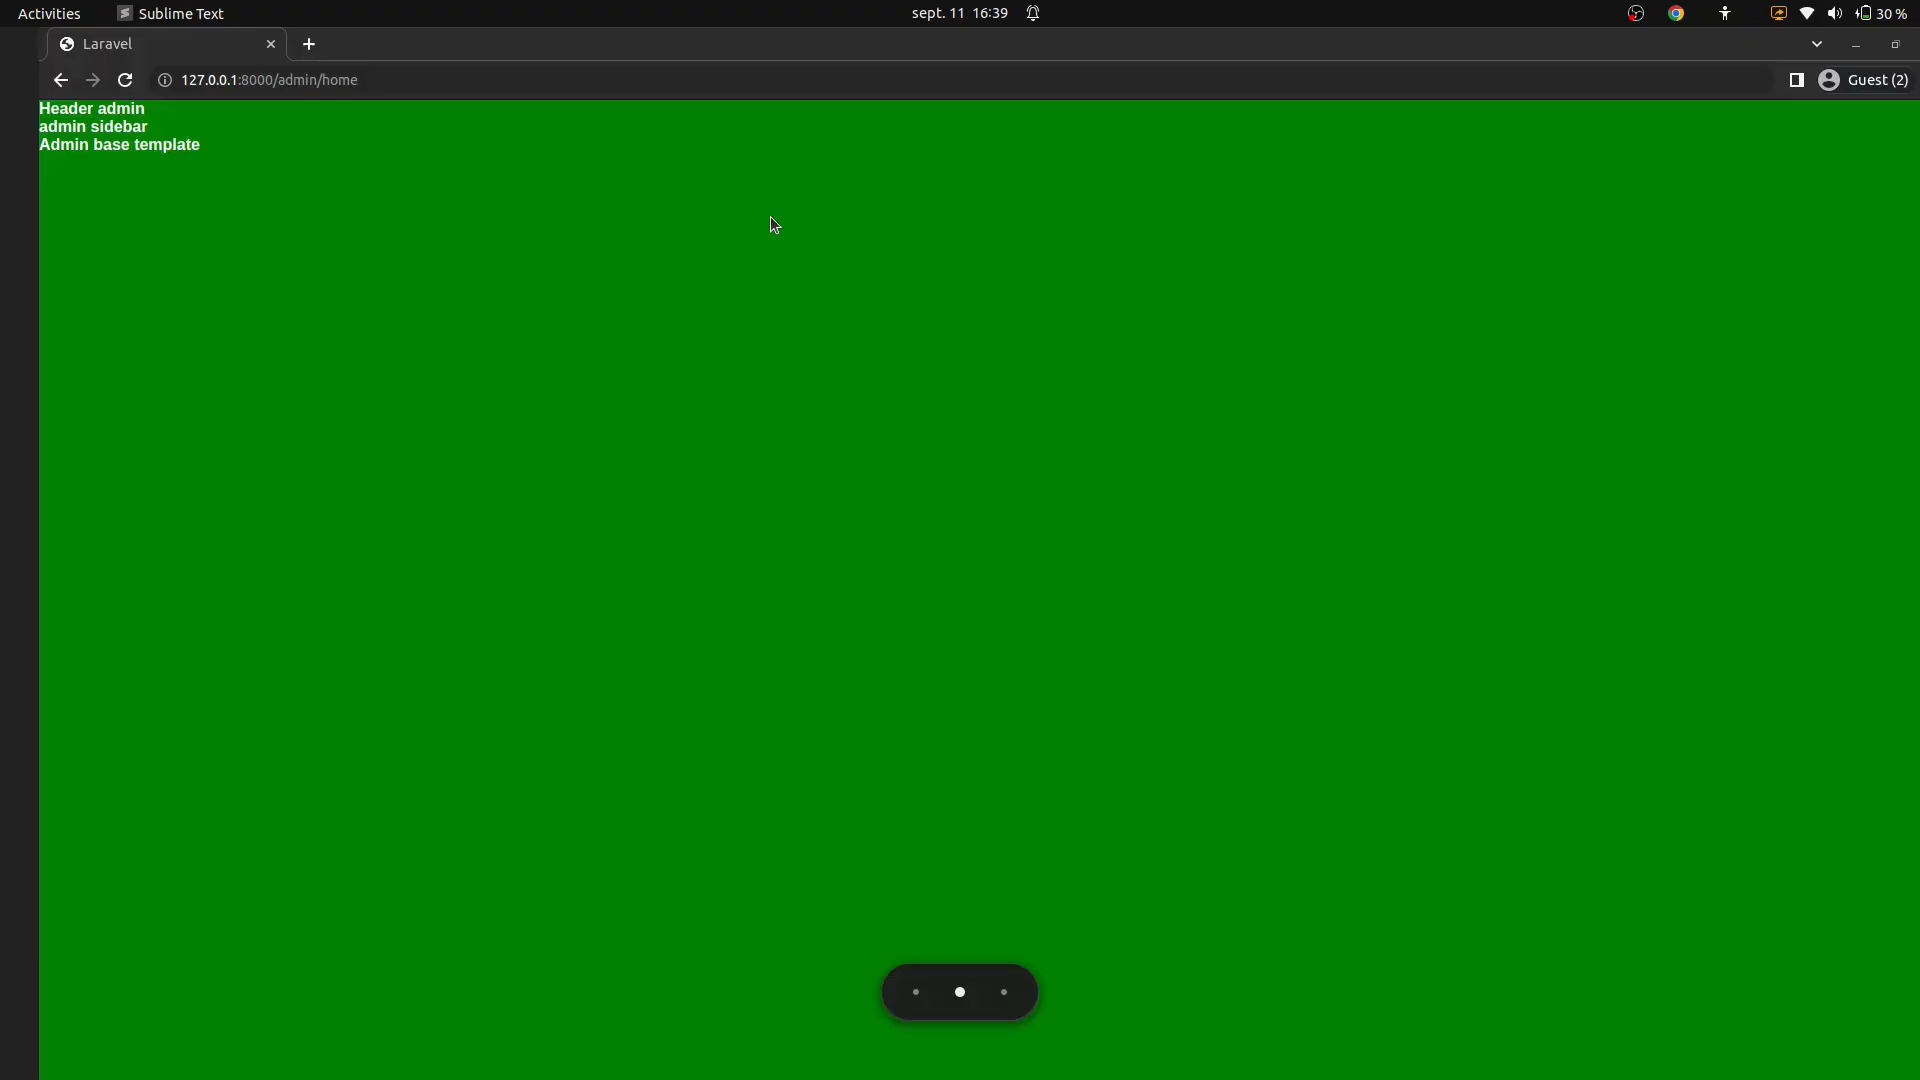 Activities Sublime Text sept. 11 16:39 30 %
Laravel
127.0.0.1:8000/admin/home Guest (2)
Header admin
admin sidebar
Admin base template